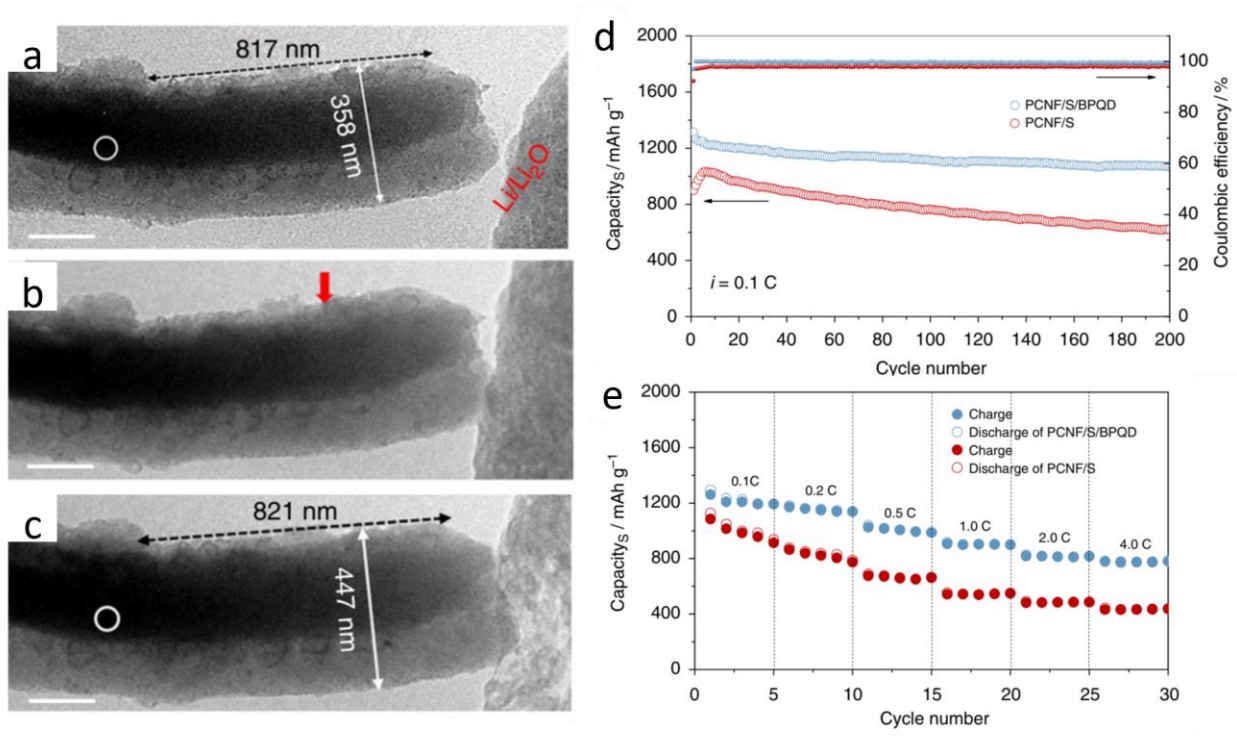 a
817 nm
358 nm
Li/Li₂O
b
c
821 nm
447 nm
d
2000
1600
1200
800
400
0
Capacity_S / mAh g⁻¹
100
80
60
40
20
0
Coulombic efficiency / %
PCNF/S/BPQD
PCNF/S
i = 0.1 C
0 20 40 60 80 100 120 140 160 180 200
Cycle number
e
2000
1600
1200
800
400
0
Capacity_S / mAh g⁻¹
Charge
Discharge of PCNF/S/BPQD
Charge
Discharge of PCNF/S
0.1C
0.2 C
0.5 C
1.0 C
2.0 C
4.0 C
0 5 10 15 20 25 30
Cycle number